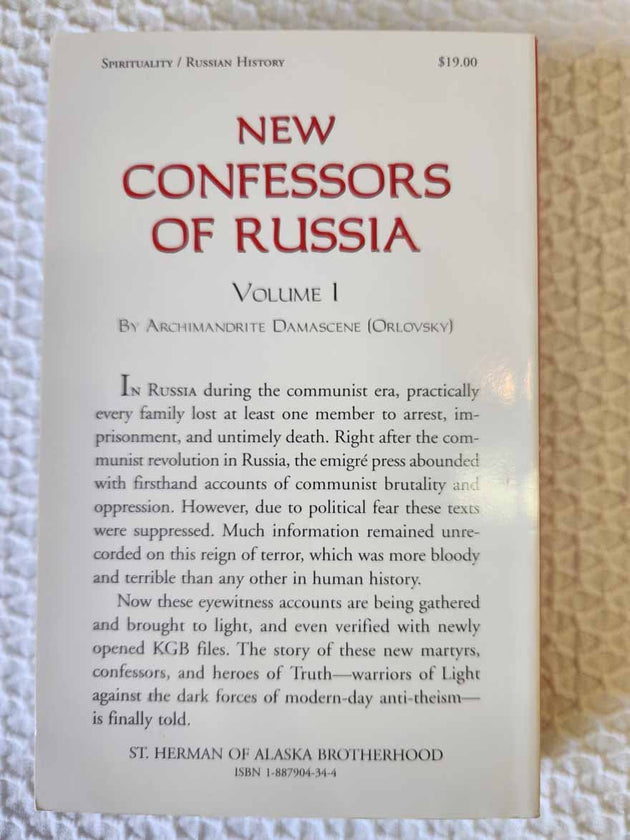 Spirituality / Russian History $19.00
NEW
CONFESSORS
OF RUSSIA
Volume I
By Archimandrite Damascene (Orlovsky)
In Russia during the communist era, practically
every family lost at least one member to arrest, im-
prisonment, and untimely death. Right after the com-
munist revolution in Russia, the emigré press abounded
with firsthand accounts of communist brutality and
oppression. However, due to political fear these texts
were suppressed. Much information remained unre-
corded on this reign of terror, which was more bloody
and terrible than any other in human history.
Now these eyewitness accounts are being gathered
and brought to light, and even verified with newly
opened KGB files. The story of these new martyrs,
confessors, and heroes of Truth—warriors of Light
against the dark forces of modern-day anti-theism—
is finally told.
ST. HERMAN OF ALASKA BROTHERHOOD
ISBN 1-887904-34-4